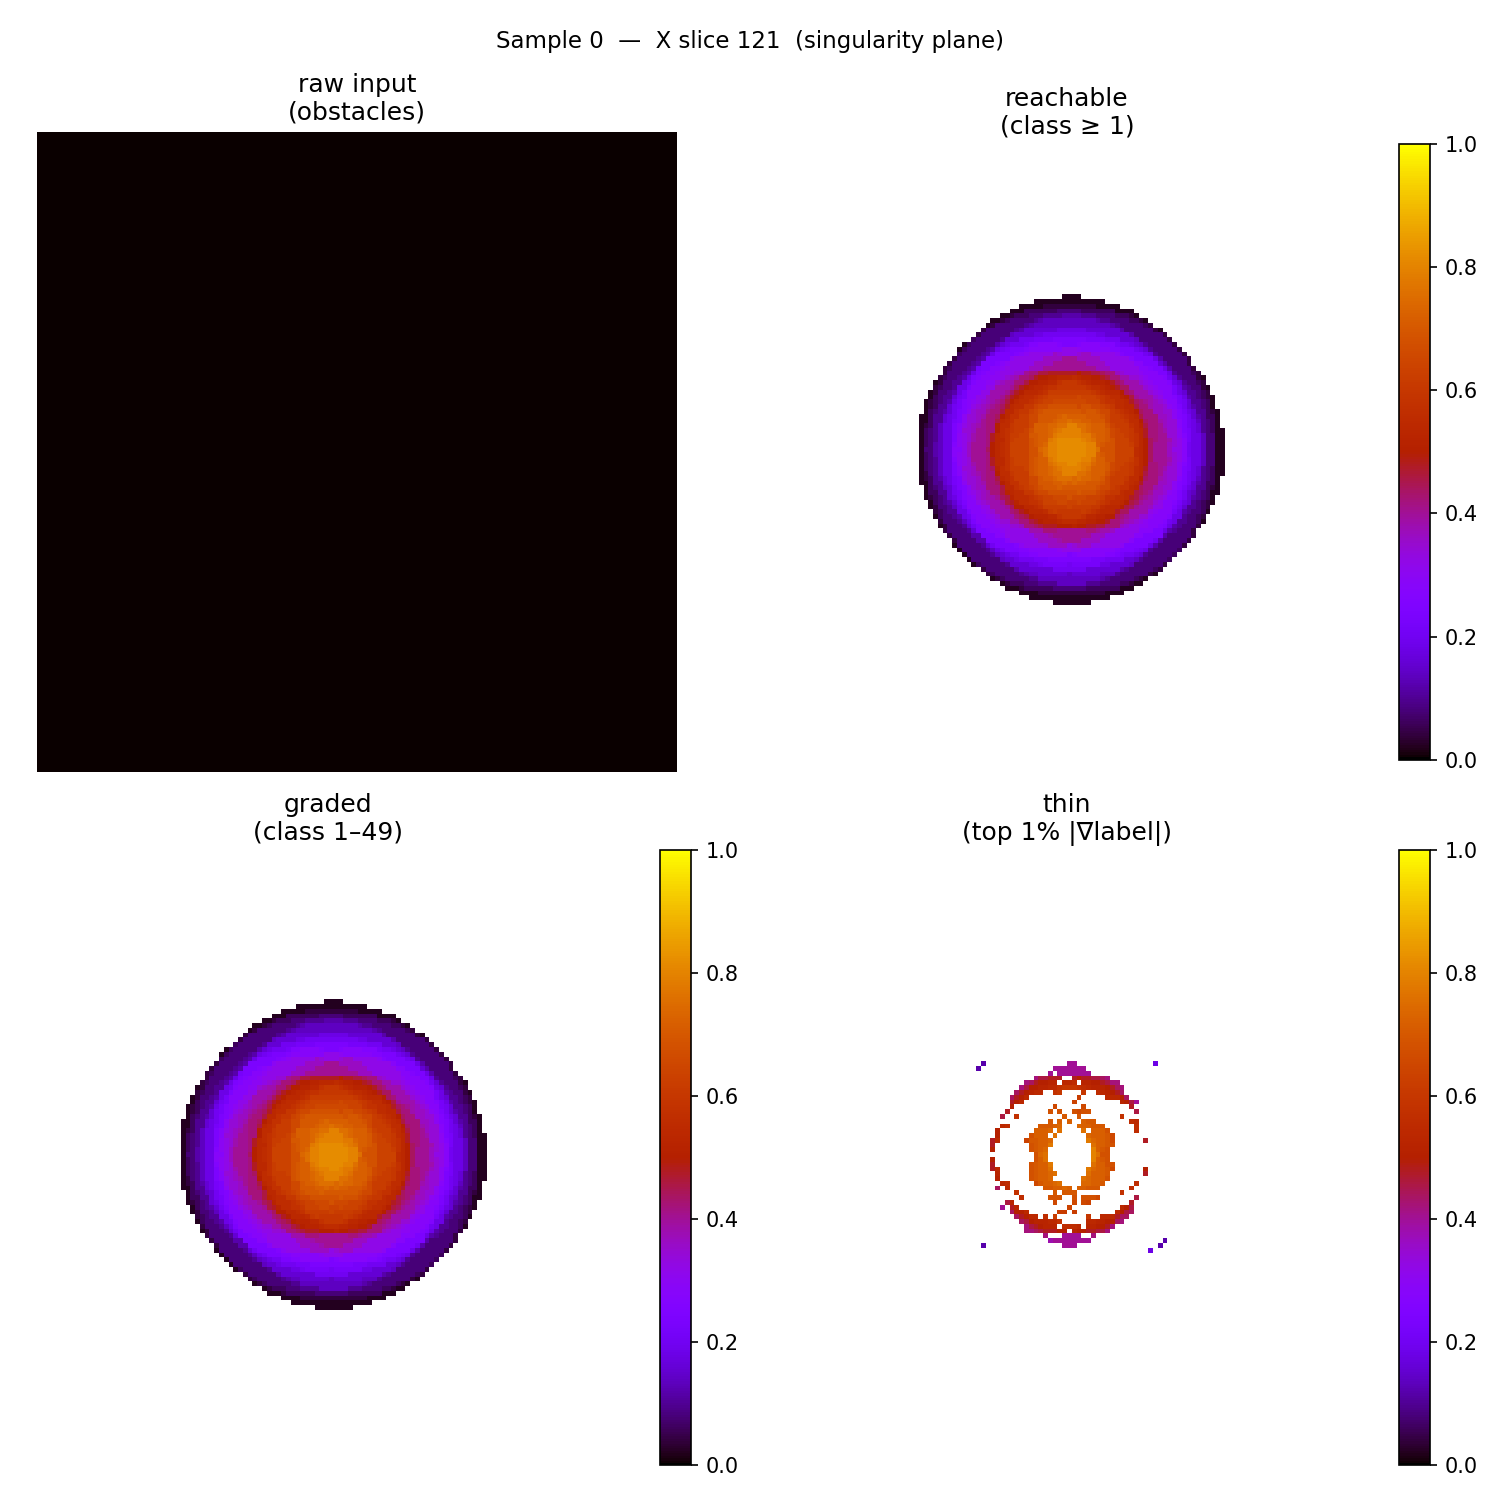 Sample 0  —  X slice 121  (singularity plane)
raw input
(obstacles)
reachable
(class ≥ 1)
1.0
0.8
0.6
0.4
0.2
0.0
graded
(class 1–49)
1.0
0.8
0.6
0.4
0.2
0.0
thin
(top 1% |∇label|)
1.0
0.8
0.6
0.4
0.2
0.0